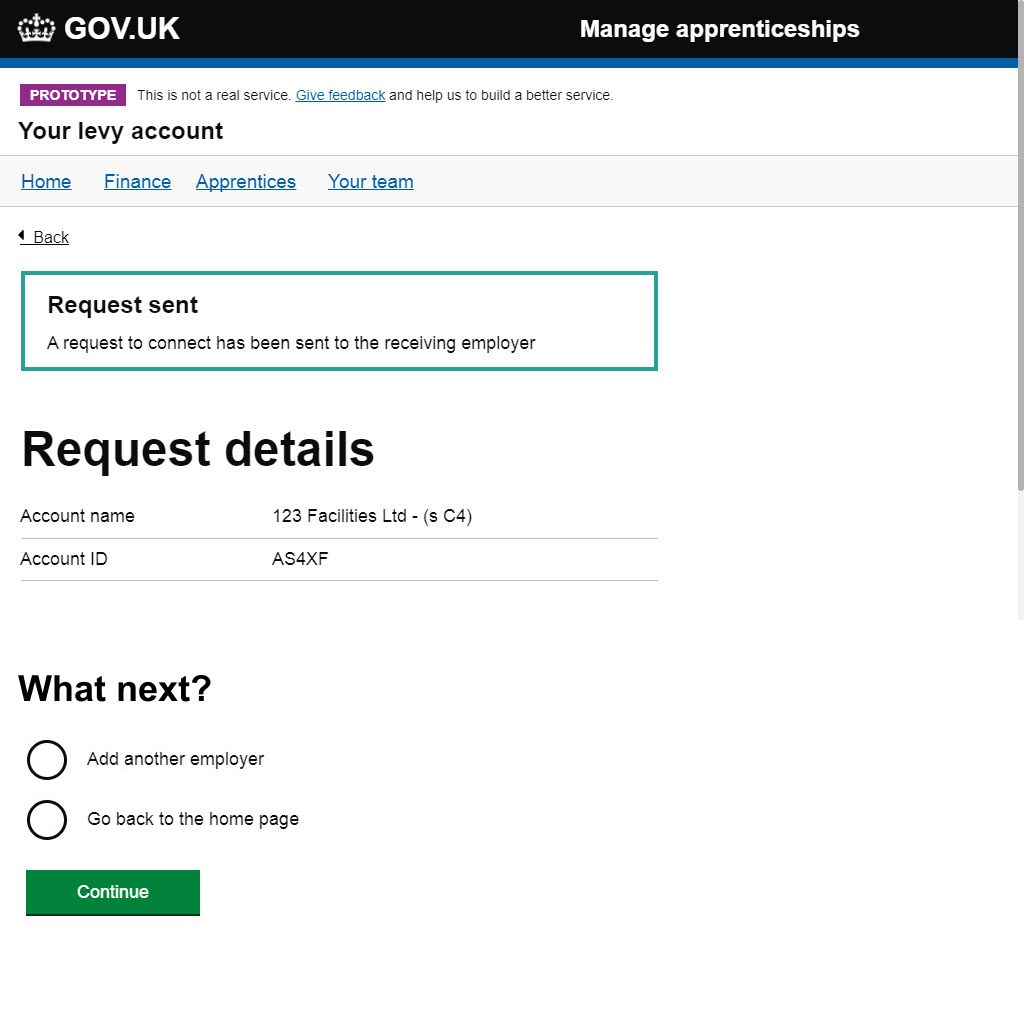 GOV.UK Manage apprenticeships
PROTOTYPE This is not a real service. Give feedback and help us to build a better service.
Your levy account
Home Finance Apprentices Your team
Back
Request sent
A request to connect has been sent to the receiving employer
Request details
Account name 123 Facilities Ltd - (s C4)
Account ID AS4XF
What next?
Add another employer
Go back to the home page
Continue